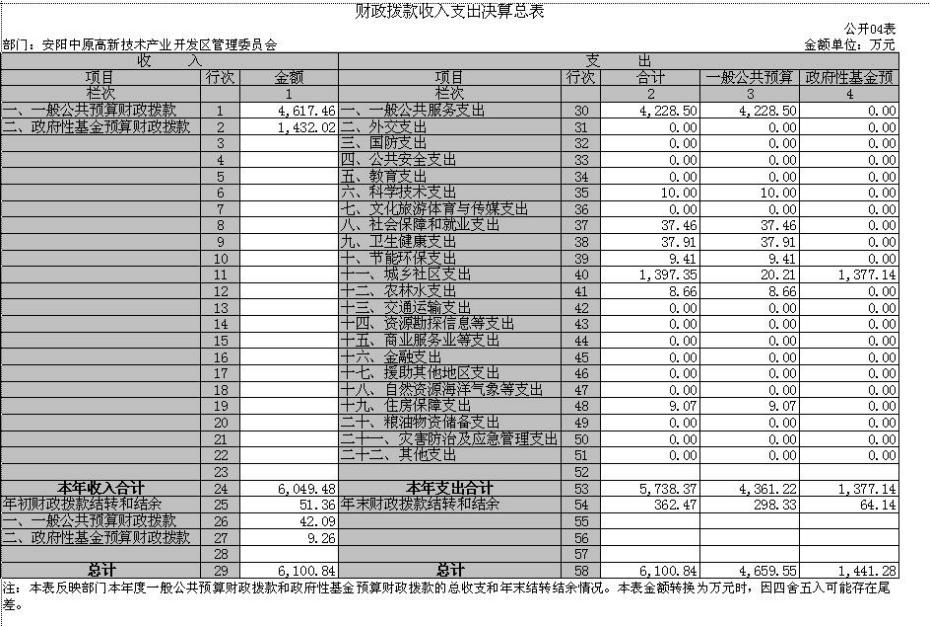 财政拨款收入支出决算总表
公开04表
部门：安阳中原高新技术产业开发区管理委员会 金额单位：万元
收 入 支 出
项目 行次 金额 项目 行次 合计 一般公共预算 政府性基金预
栏次 1 栏次 2 3 4
一、一般公共预算财政拨款 1 4,617.46 一、一般公共服务支出 30 4,228.50 4,228.50 0.00
二、政府性基金预算财政拨款 2 1,432.02 二、外交支出 31 0.00 0.00 0.00
3 三、国防支出 32 0.00 0.00 0.00
4 四、公共安全支出 33 0.00 0.00 0.00
5 五、教育支出 34 0.00 0.00 0.00
6 六、科学技术支出 35 10.00 10.00 0.00
7 七、文化旅游体育与传媒支出 36 0.00 0.00 0.00
8 八、社会保障和就业支出 37 37.46 37.46 0.00
9 九、卫生健康支出 38 37.91 37.91 0.00
10 十、节能环保支出 39 9.41 9.41 0.00
11 十一、城乡社区支出 40 1,397.35 20.21 1,377.14
12 十二、农林水支出 41 8.66 8.66 0.00
13 十三、交通运输支出 42 0.00 0.00 0.00
14 十四、资源勘探信息等支出 43 0.00 0.00 0.00
15 十五、商业服务业等支出 44 0.00 0.00 0.00
16 十六、金融支出 45 0.00 0.00 0.00
17 十七、援助其他地区支出 46 0.00 0.00 0.00
18 十八、自然资源海洋气象等支出 47 0.00 0.00 0.00
19 十九、住房保障支出 48 9.07 9.07 0.00
20 二十、粮油物资储备支出 49 0.00 0.00 0.00
21 二十一、灾害防治及应急管理支出 50 0.00 0.00 0.00
22 二十二、其他支出 51 0.00 0.00 0.00
23 52
本年收入合计 24 6,049.48 本年支出合计 53 5,738.37 4,361.22 1,377.14
年初财政拨款结转和结余 25 51.36 年末财政拨款结转和结余 54 362.47 298.33 64.14
一、一般公共预算财政拨款 26 42.09 55
二、政府性基金预算财政拨款 27 9.26 56
28 57
总计 29 6,100.84 总计 58 6,100.84 4,659.55 1,441.28
注：本表反映部门本年度一般公共预算财政拨款和政府性基金预算财政拨款的总收支和年末结转结余情况。本表金额转换为万元时，因四舍五入可能存在尾
差。